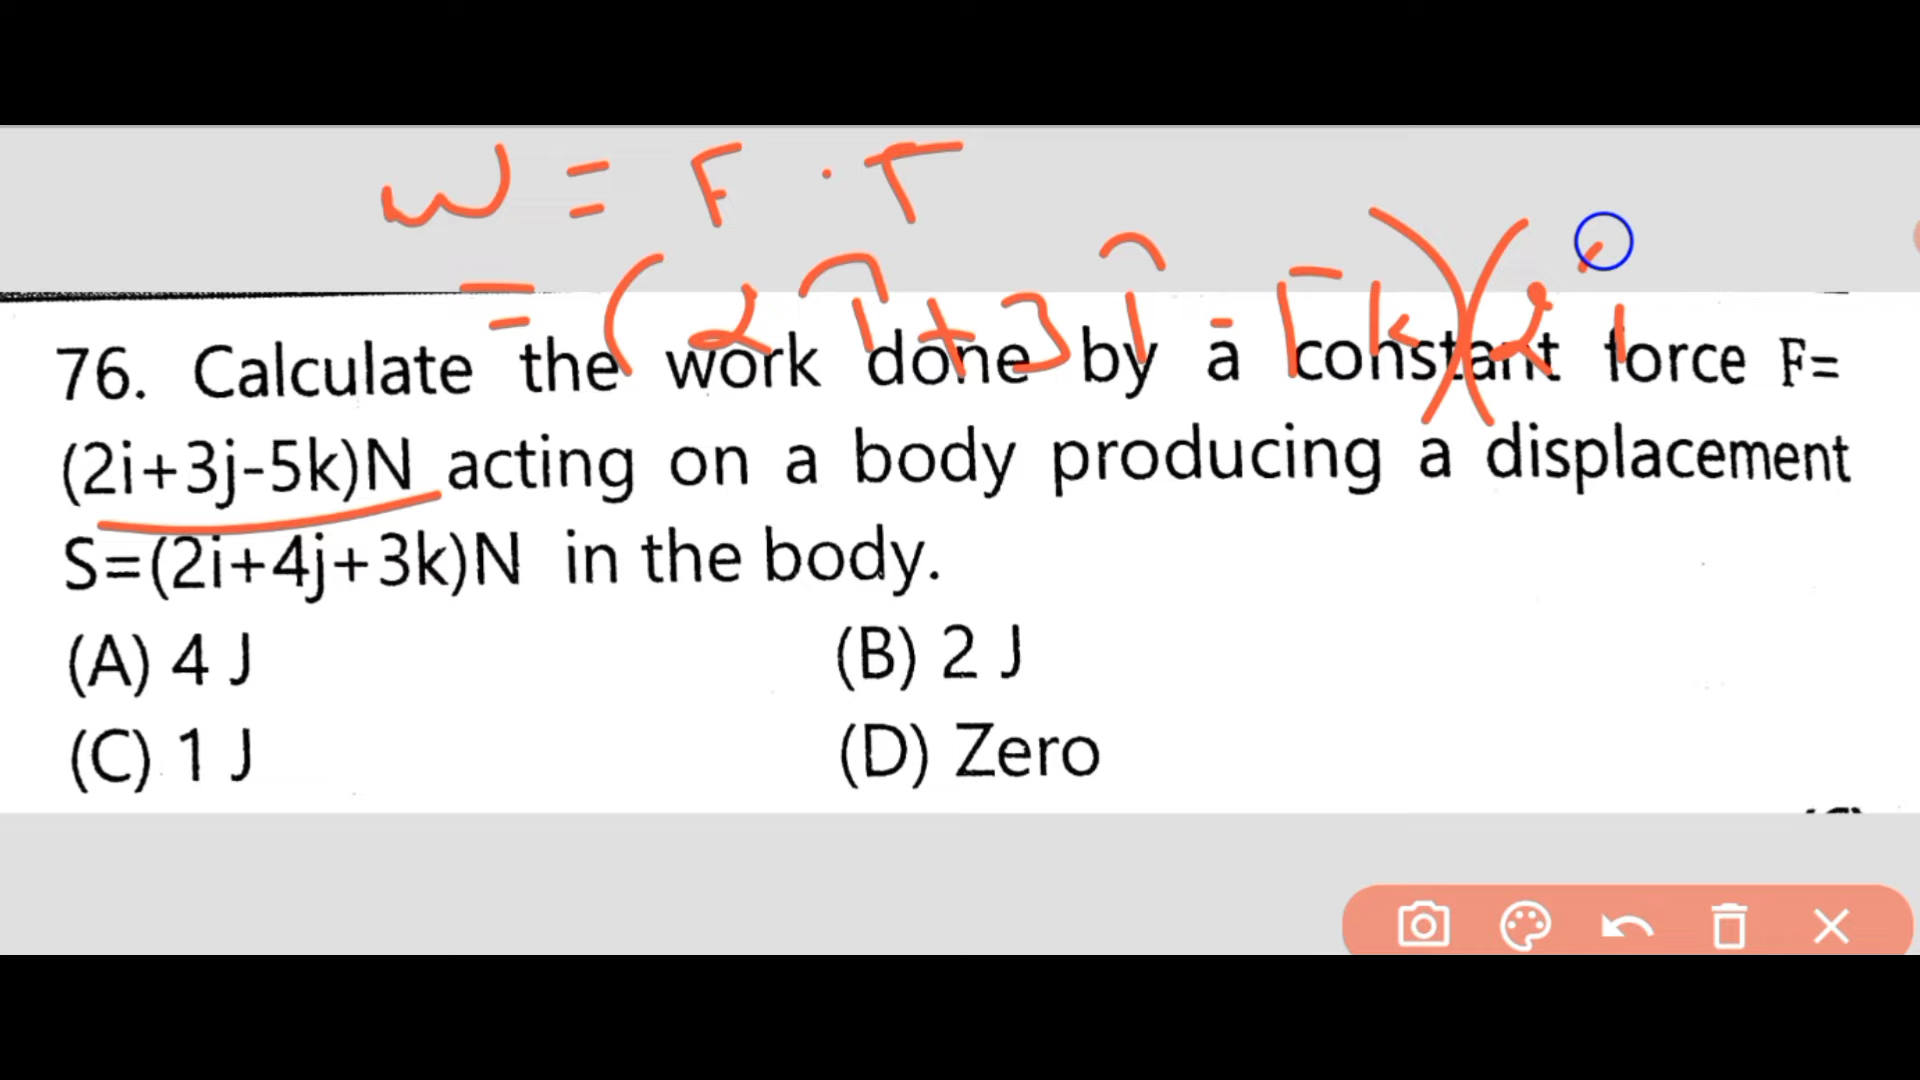 W = F · T
= (2î+3ĵ-5k)(2i
76. Calculate the work done by a constant force F=
(2i+3j-5k)N acting on a body producing a displacement
S=(2i+4j+3k)N in the body.
(A) 4 J (B) 2 J
(C) 1 J (D) Zero